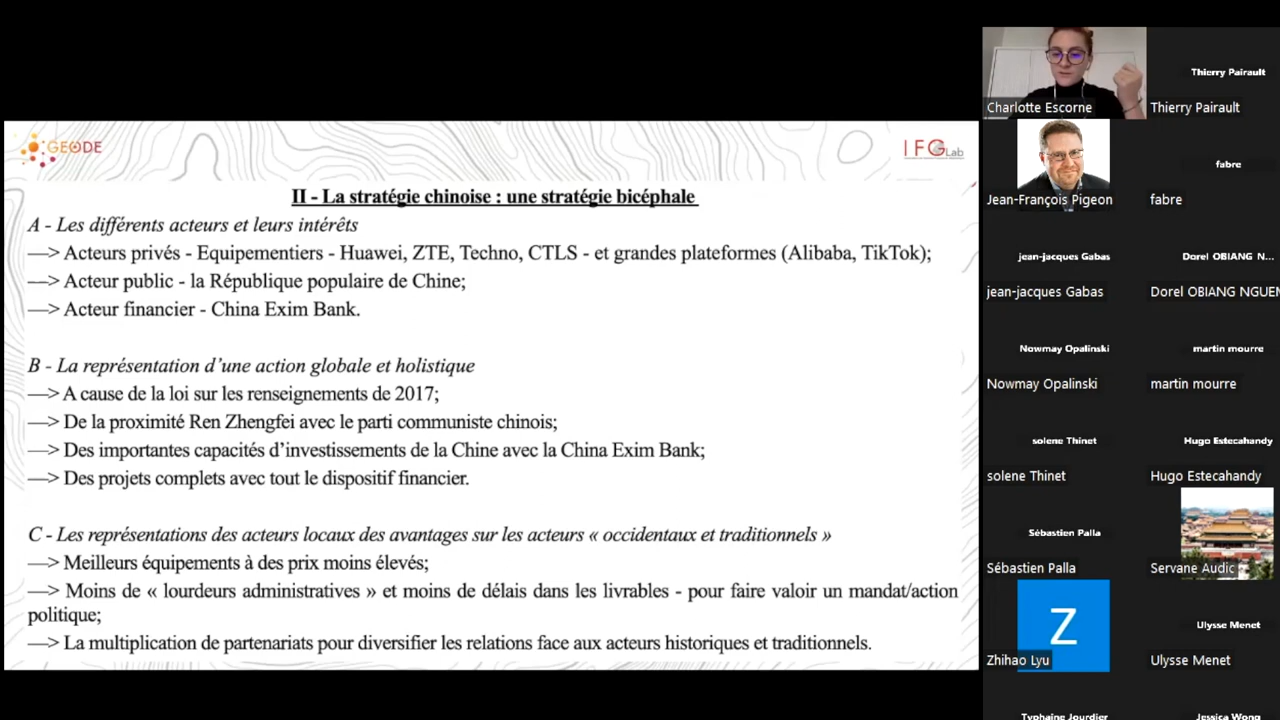 GEODE
IFG Lab
II - La stratégie chinoise : une stratégie bicéphale
A - Les différents acteurs et leurs intérêts
—> Acteurs privés - Equipementiers - Huawei, ZTE, Techno, CTLS - et grandes plateformes (Alibaba, TikTok);
—> Acteur public - la République populaire de Chine;
—> Acteur financier - China Exim Bank.
B - La représentation d’une action globale et holistique
—> A cause de la loi sur les renseignements de 2017;
—> De la proximité Ren Zhengfei avec le parti communiste chinois;
—> Des importantes capacités d’investissements de la Chine avec la China Exim Bank;
—> Des projets complets avec tout le dispositif financier.
C - Les représentations des acteurs locaux des avantages sur les acteurs « occidentaux et traditionnels »
—> Meilleurs équipements à des prix moins élevés;
—> Moins de « lourdeurs administratives » et moins de délais dans les livrables - pour faire valoir un mandat/action
politique;
—> La multiplication de partenariats pour diversifier les relations face aux acteurs historiques et traditionnels.
Charlotte Escorne
Thierry Pairault
Thierry Pairault
Jean-François Pigeon
fabre
fabre
jean-jacques Gabas
jean-jacques Gabas
Dorel OBIANG N...
Dorel OBIANG NGUEM
Nowmay Opalinski
Nowmay Opalinski
martin mourre
martin mourre
solene Thinet
solene Thinet
Hugo Estecahandy
Hugo Estecahandy
Sébastien Palla
Sébastien Palla
Servane Audic
Z
Zhihao Lyu
Ulysse Menet
Ulysse Menet
Typhaine Jourdier
Jessica Wong